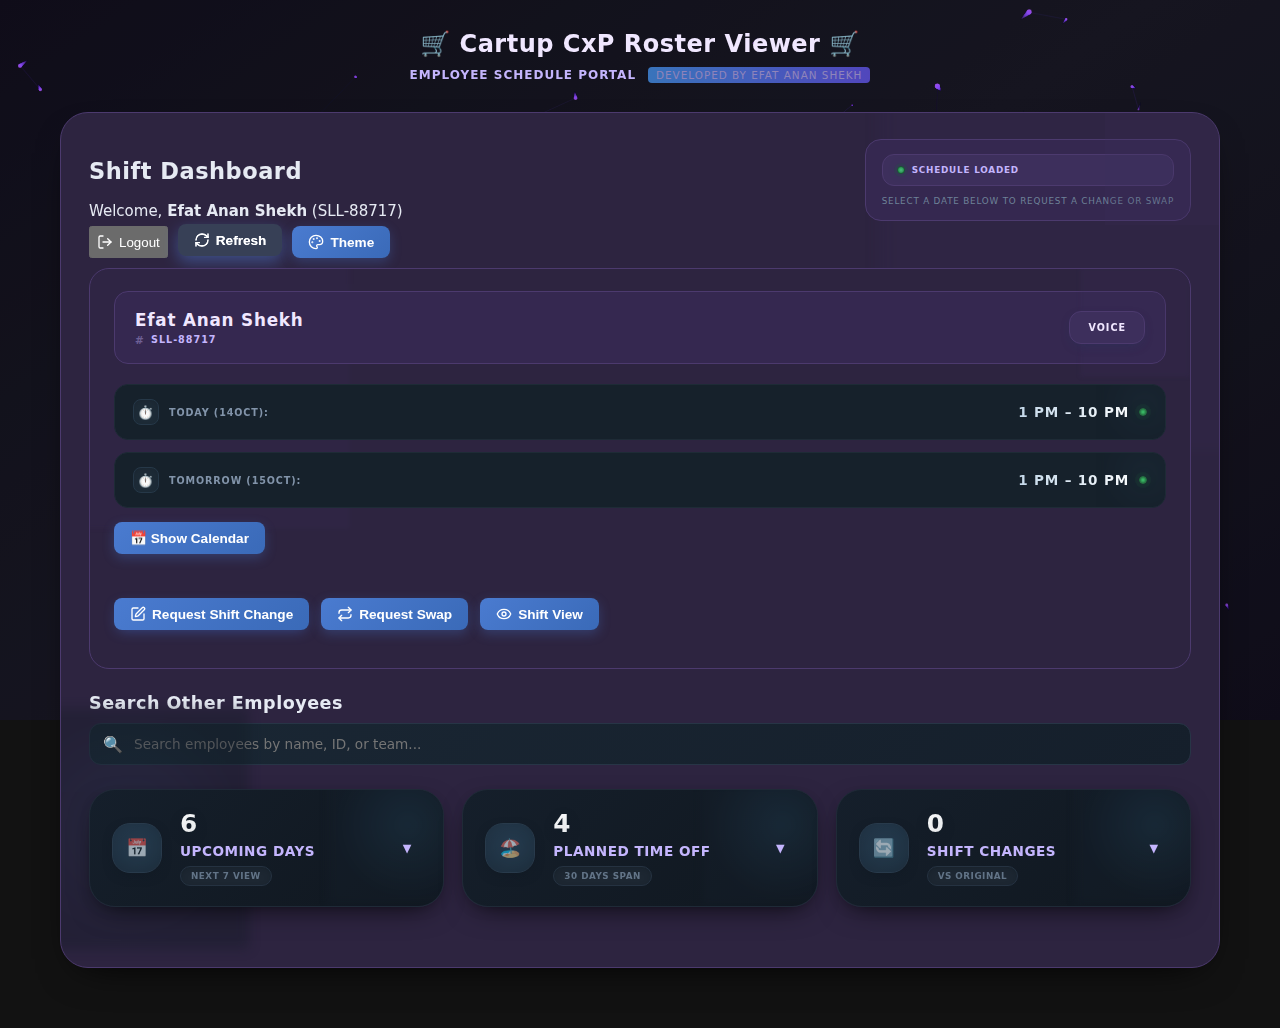 🛒 Cartup CxP Roster Viewer 🛒
EMPLOYEE SCHEDULE PORTAL DEVELOPED BY EFAT ANAN SHEKH
Shift Dashboard
SCHEDULE LOADED
SELECT A DATE BELOW TO REQUEST A CHANGE OR SWAP
Welcome, Efat Anan Shekh (SLL-88717)
Logout Refresh Theme
Efat Anan Shekh
# SLL-88717
VOICE
TODAY (14OCT): 1 PM – 10 PM
TOMORROW (15OCT): 1 PM – 10 PM
📅 Show Calendar
Request Shift Change Request Swap Shift View
Search Other Employees
🔍 Search employees by name, ID, or team...
6
UPCOMING DAYS ▼
NEXT 7 VIEW
4
PLANNED TIME OFF ▼
30 DAYS SPAN
0
SHIFT CHANGES ▼
VS ORIGINAL